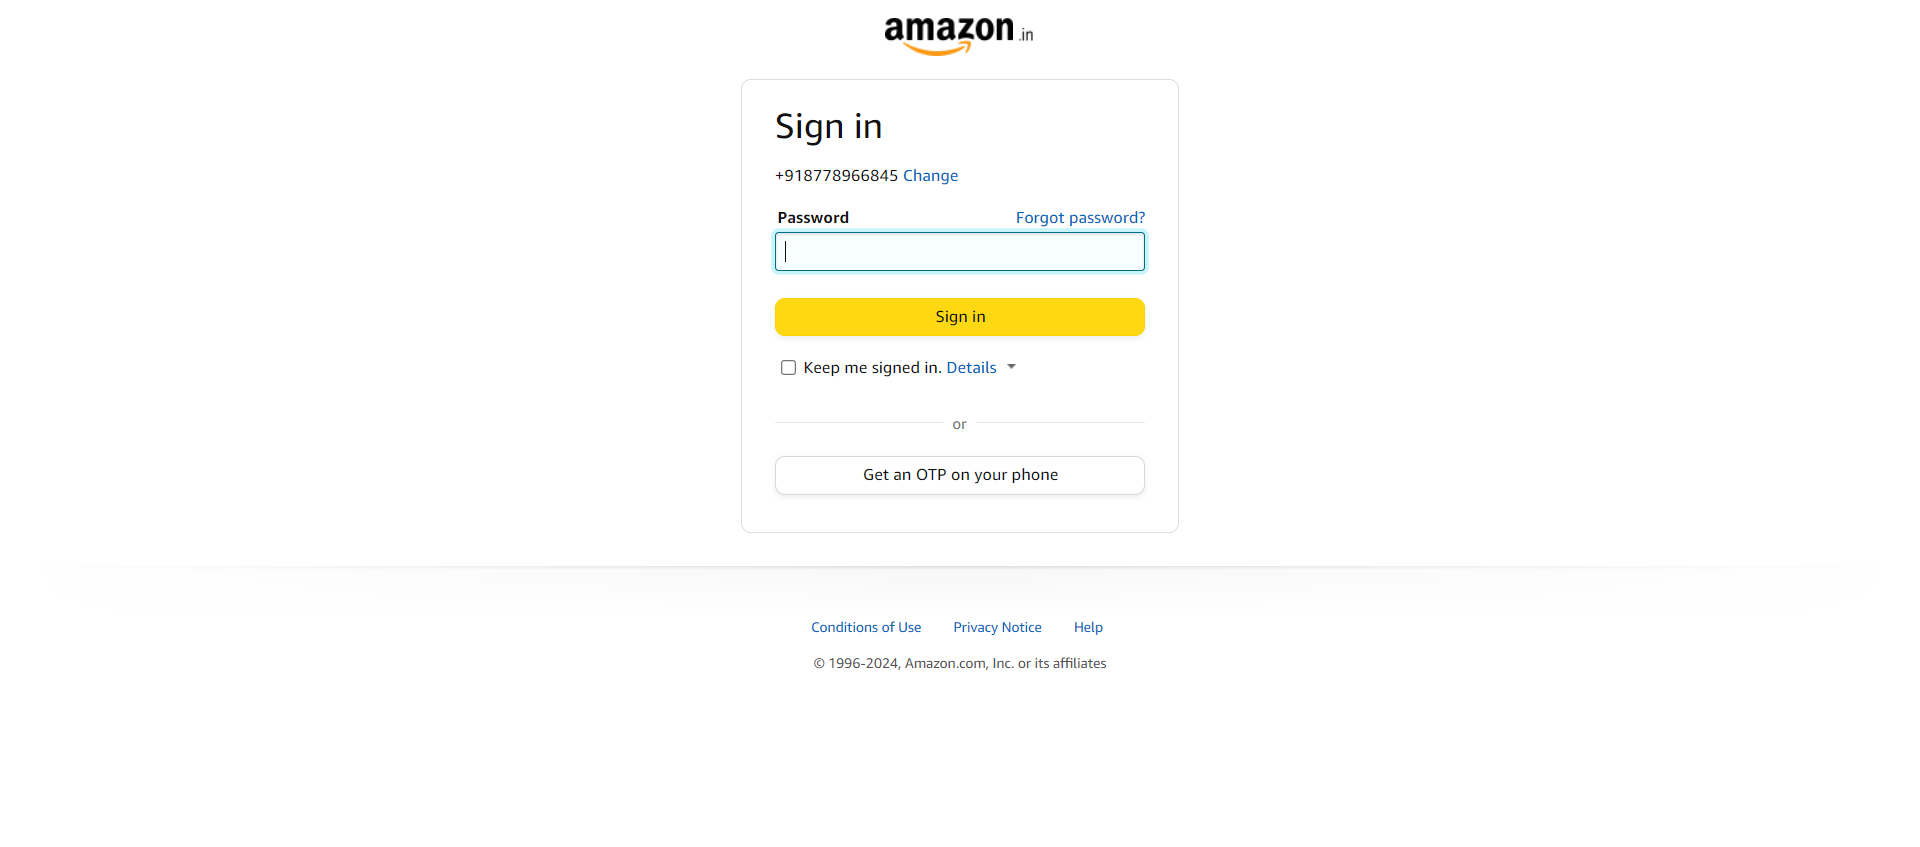 amazon.in
Sign in
+918778966845 Change
Password Forgot password?
Sign in
Keep me signed in. Details
or
Get an OTP on your phone
Conditions of Use Privacy Notice Help
© 1996-2024, Amazon.com, Inc. or its affiliates